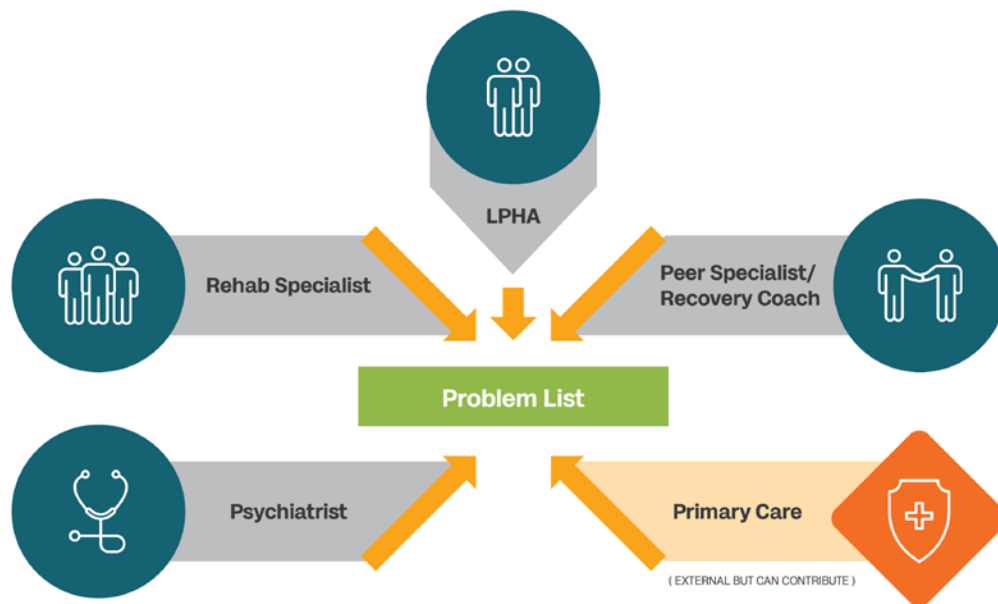 LPHA
Rehab Specialist
Peer Specialist/
Recovery Coach
Problem List
Psychiatrist
Primary Care
( EXTERNAL BUT CAN CONTRIBUTE )